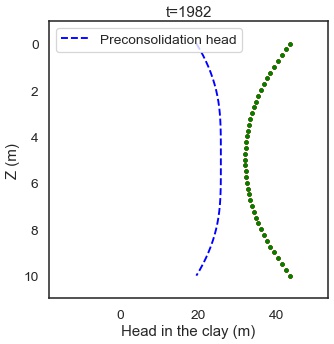 t=1982
Preconsolidation head
0
2
4
6
8
10
Z (m)
0 20 40
Head in the clay (m)